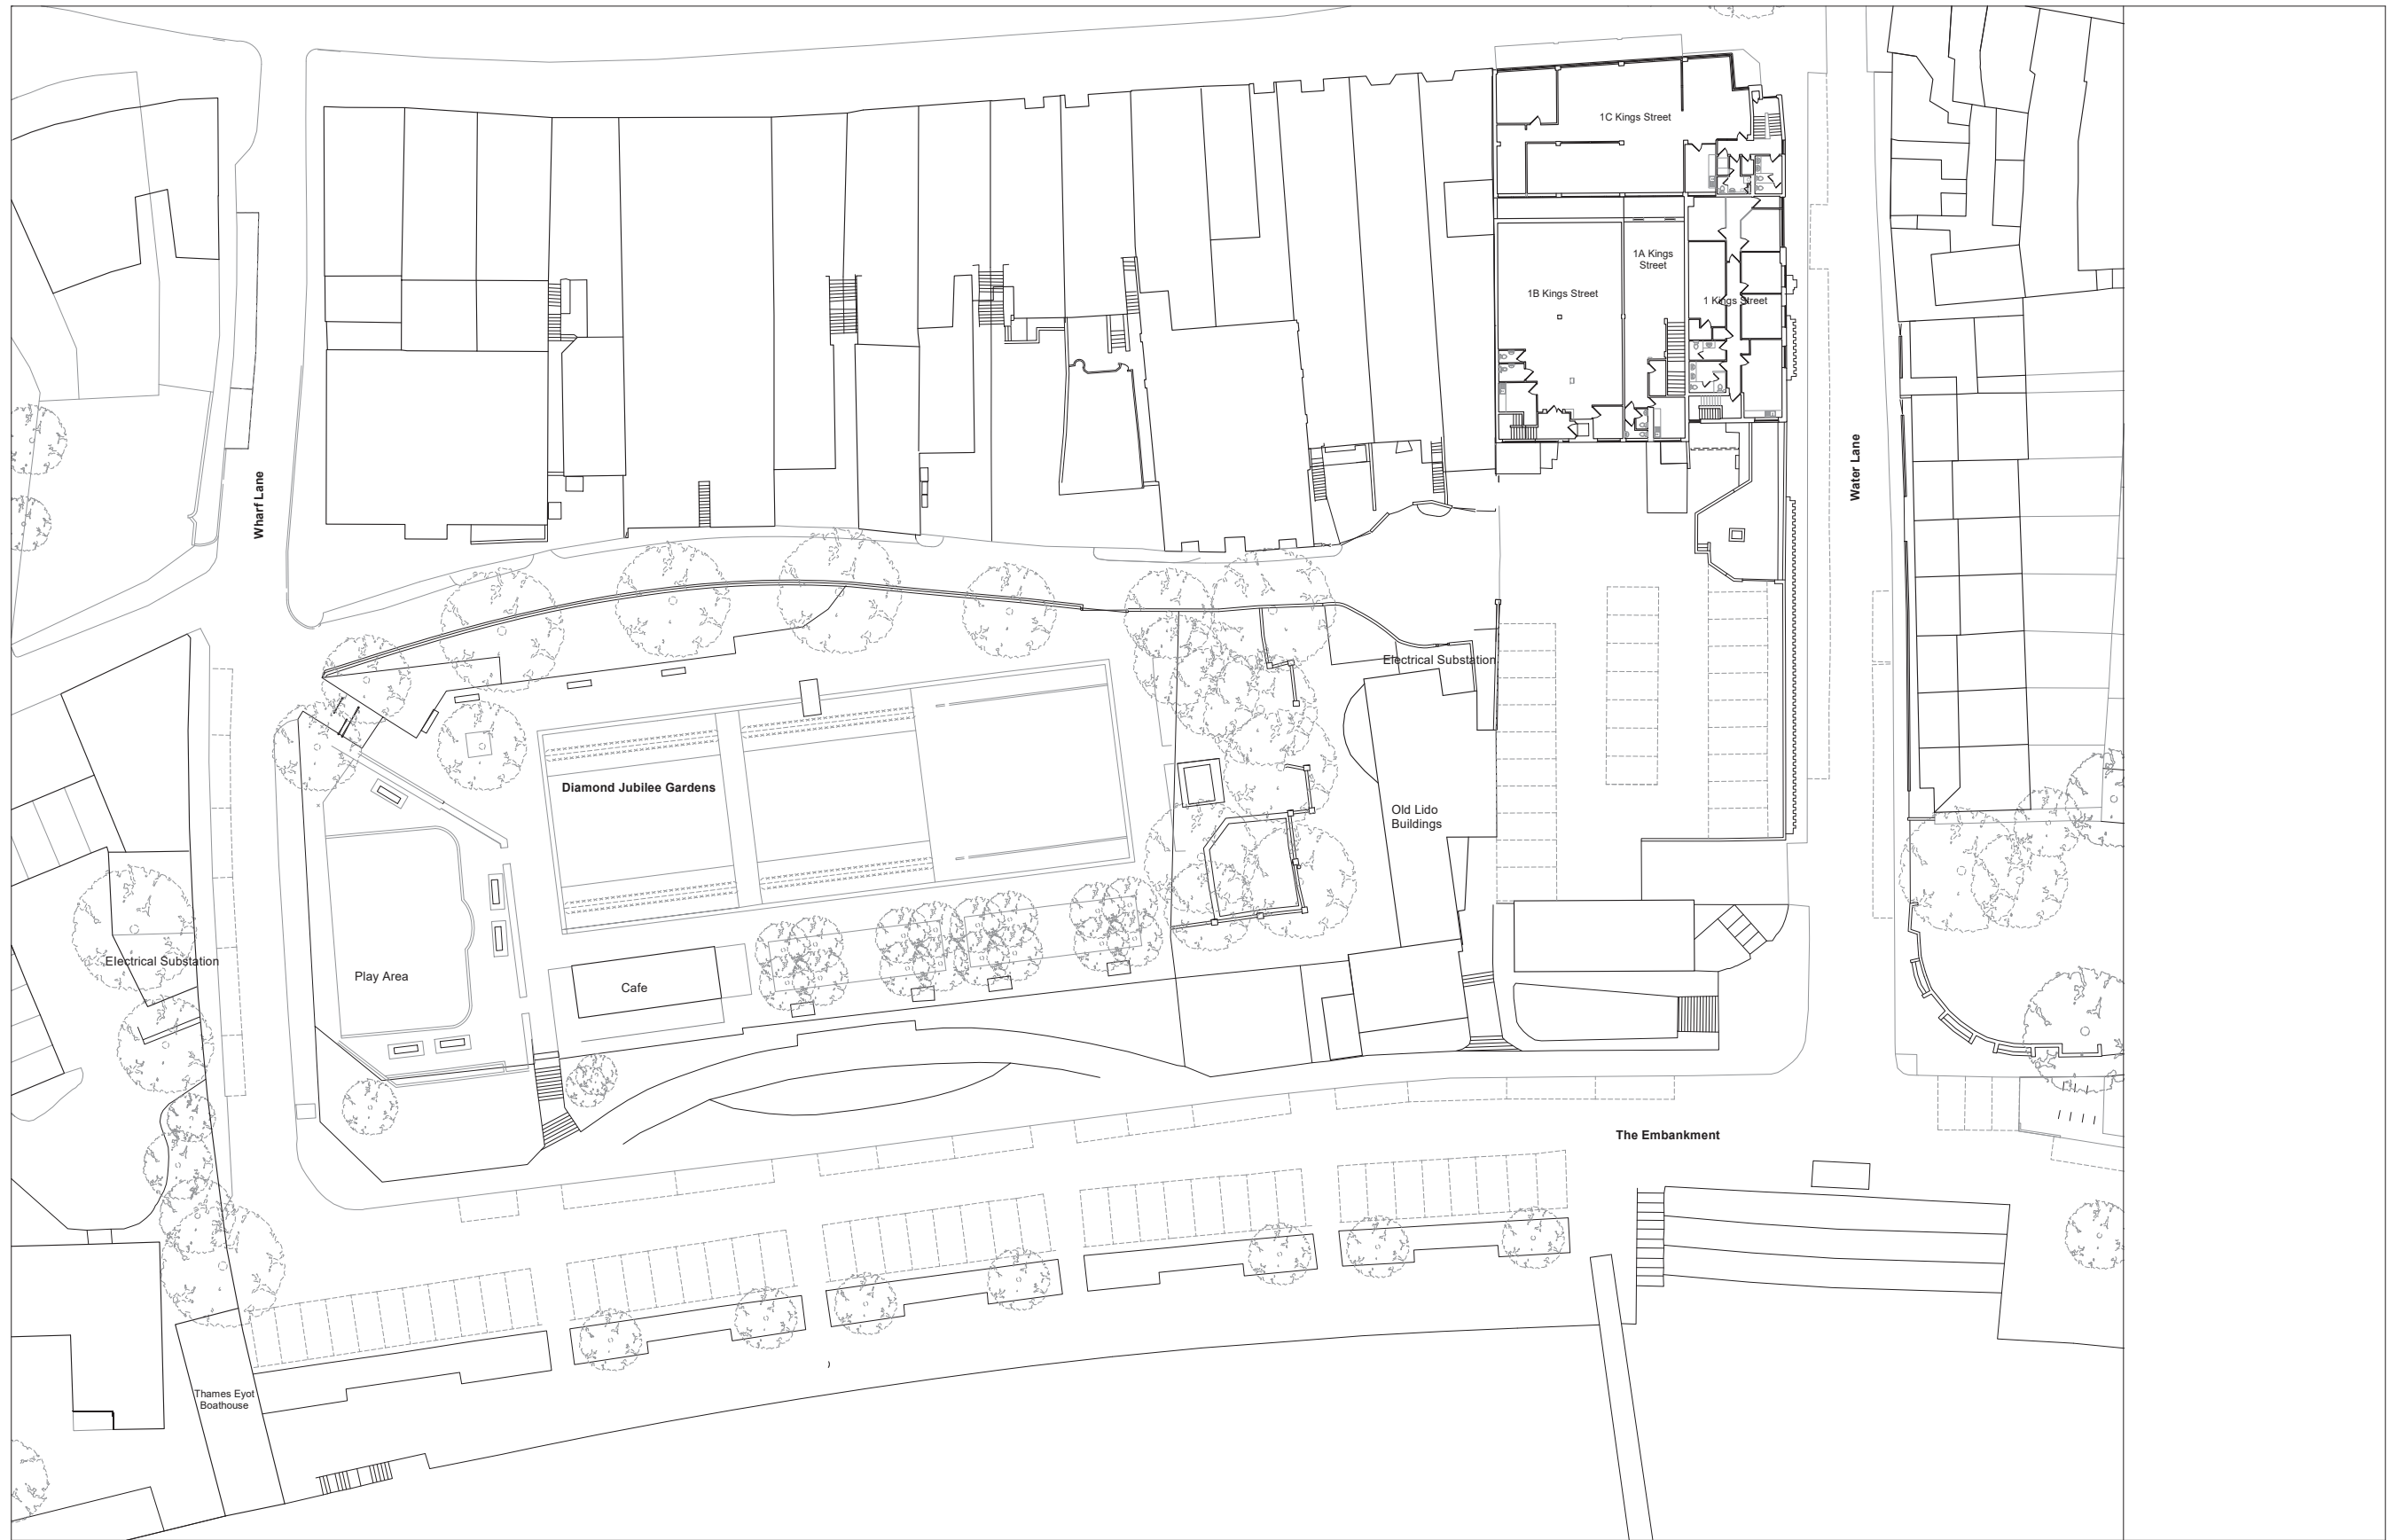 1C Kings Street
1A Kings
Street
1B Kings Street
1 Kings Street
Wharf Lane
Water Lane
Electrical Substation
Diamond Jubilee Gardens
Old Lido
Buildings
Electrical Substation
Play Area
Cafe
The Embankment
Thames Eyot
Boathouse